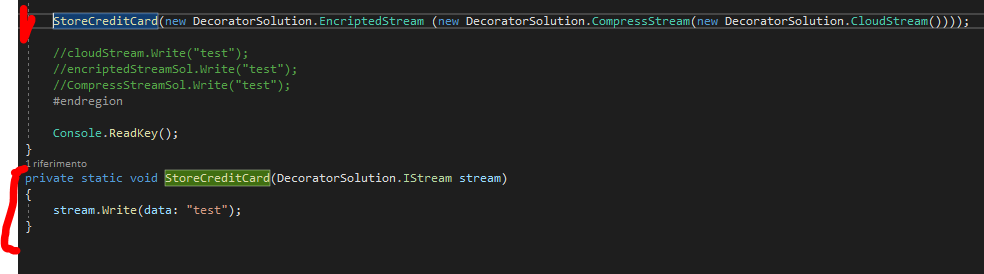 StoreCreditCard(new DecoratorSolution.EncriptedStream (new DecoratorSolution.CompressStream(new DecoratorSolution.CloudStream())));
//cloudStream.Write("test");
//encriptedStreamSol.Write("test");
//CompressStreamSol.Write("test");
#endregion
Console.ReadKey();
}
1 riferimento
private static void StoreCreditCard(DecoratorSolution.IStream stream)
{
stream.Write(data: "test");
}